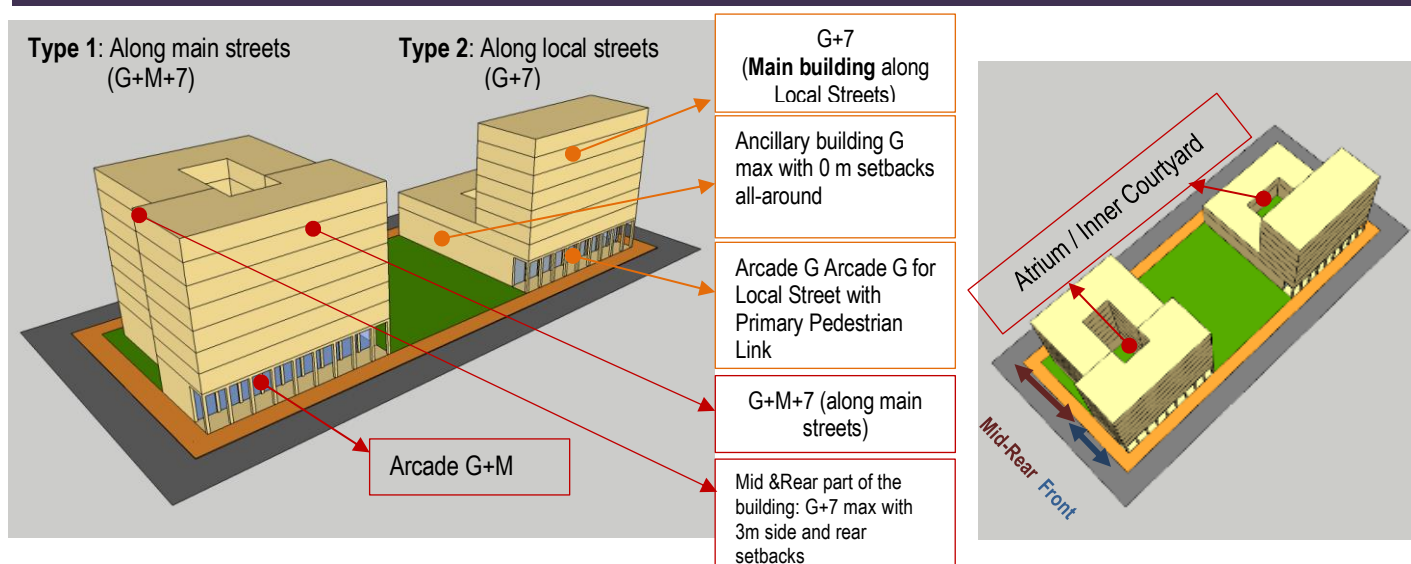 Type 1: Along main streets
(G+M+7)
Type 2: Along local streets
(G+7)
G+7
(Main building along
Local Streets)
Ancillary building G
max with 0 m setbacks
all-around
Arcade G Arcade G for
Local Street with
Primary Pedestrian
Link
G+M+7 (along main
streets)
Mid &Rear part of the
building: G+7 max with
3m side and rear
setbacks
Arcade G+M
Atrium / Inner Courtyard
Mid-Rear
Front